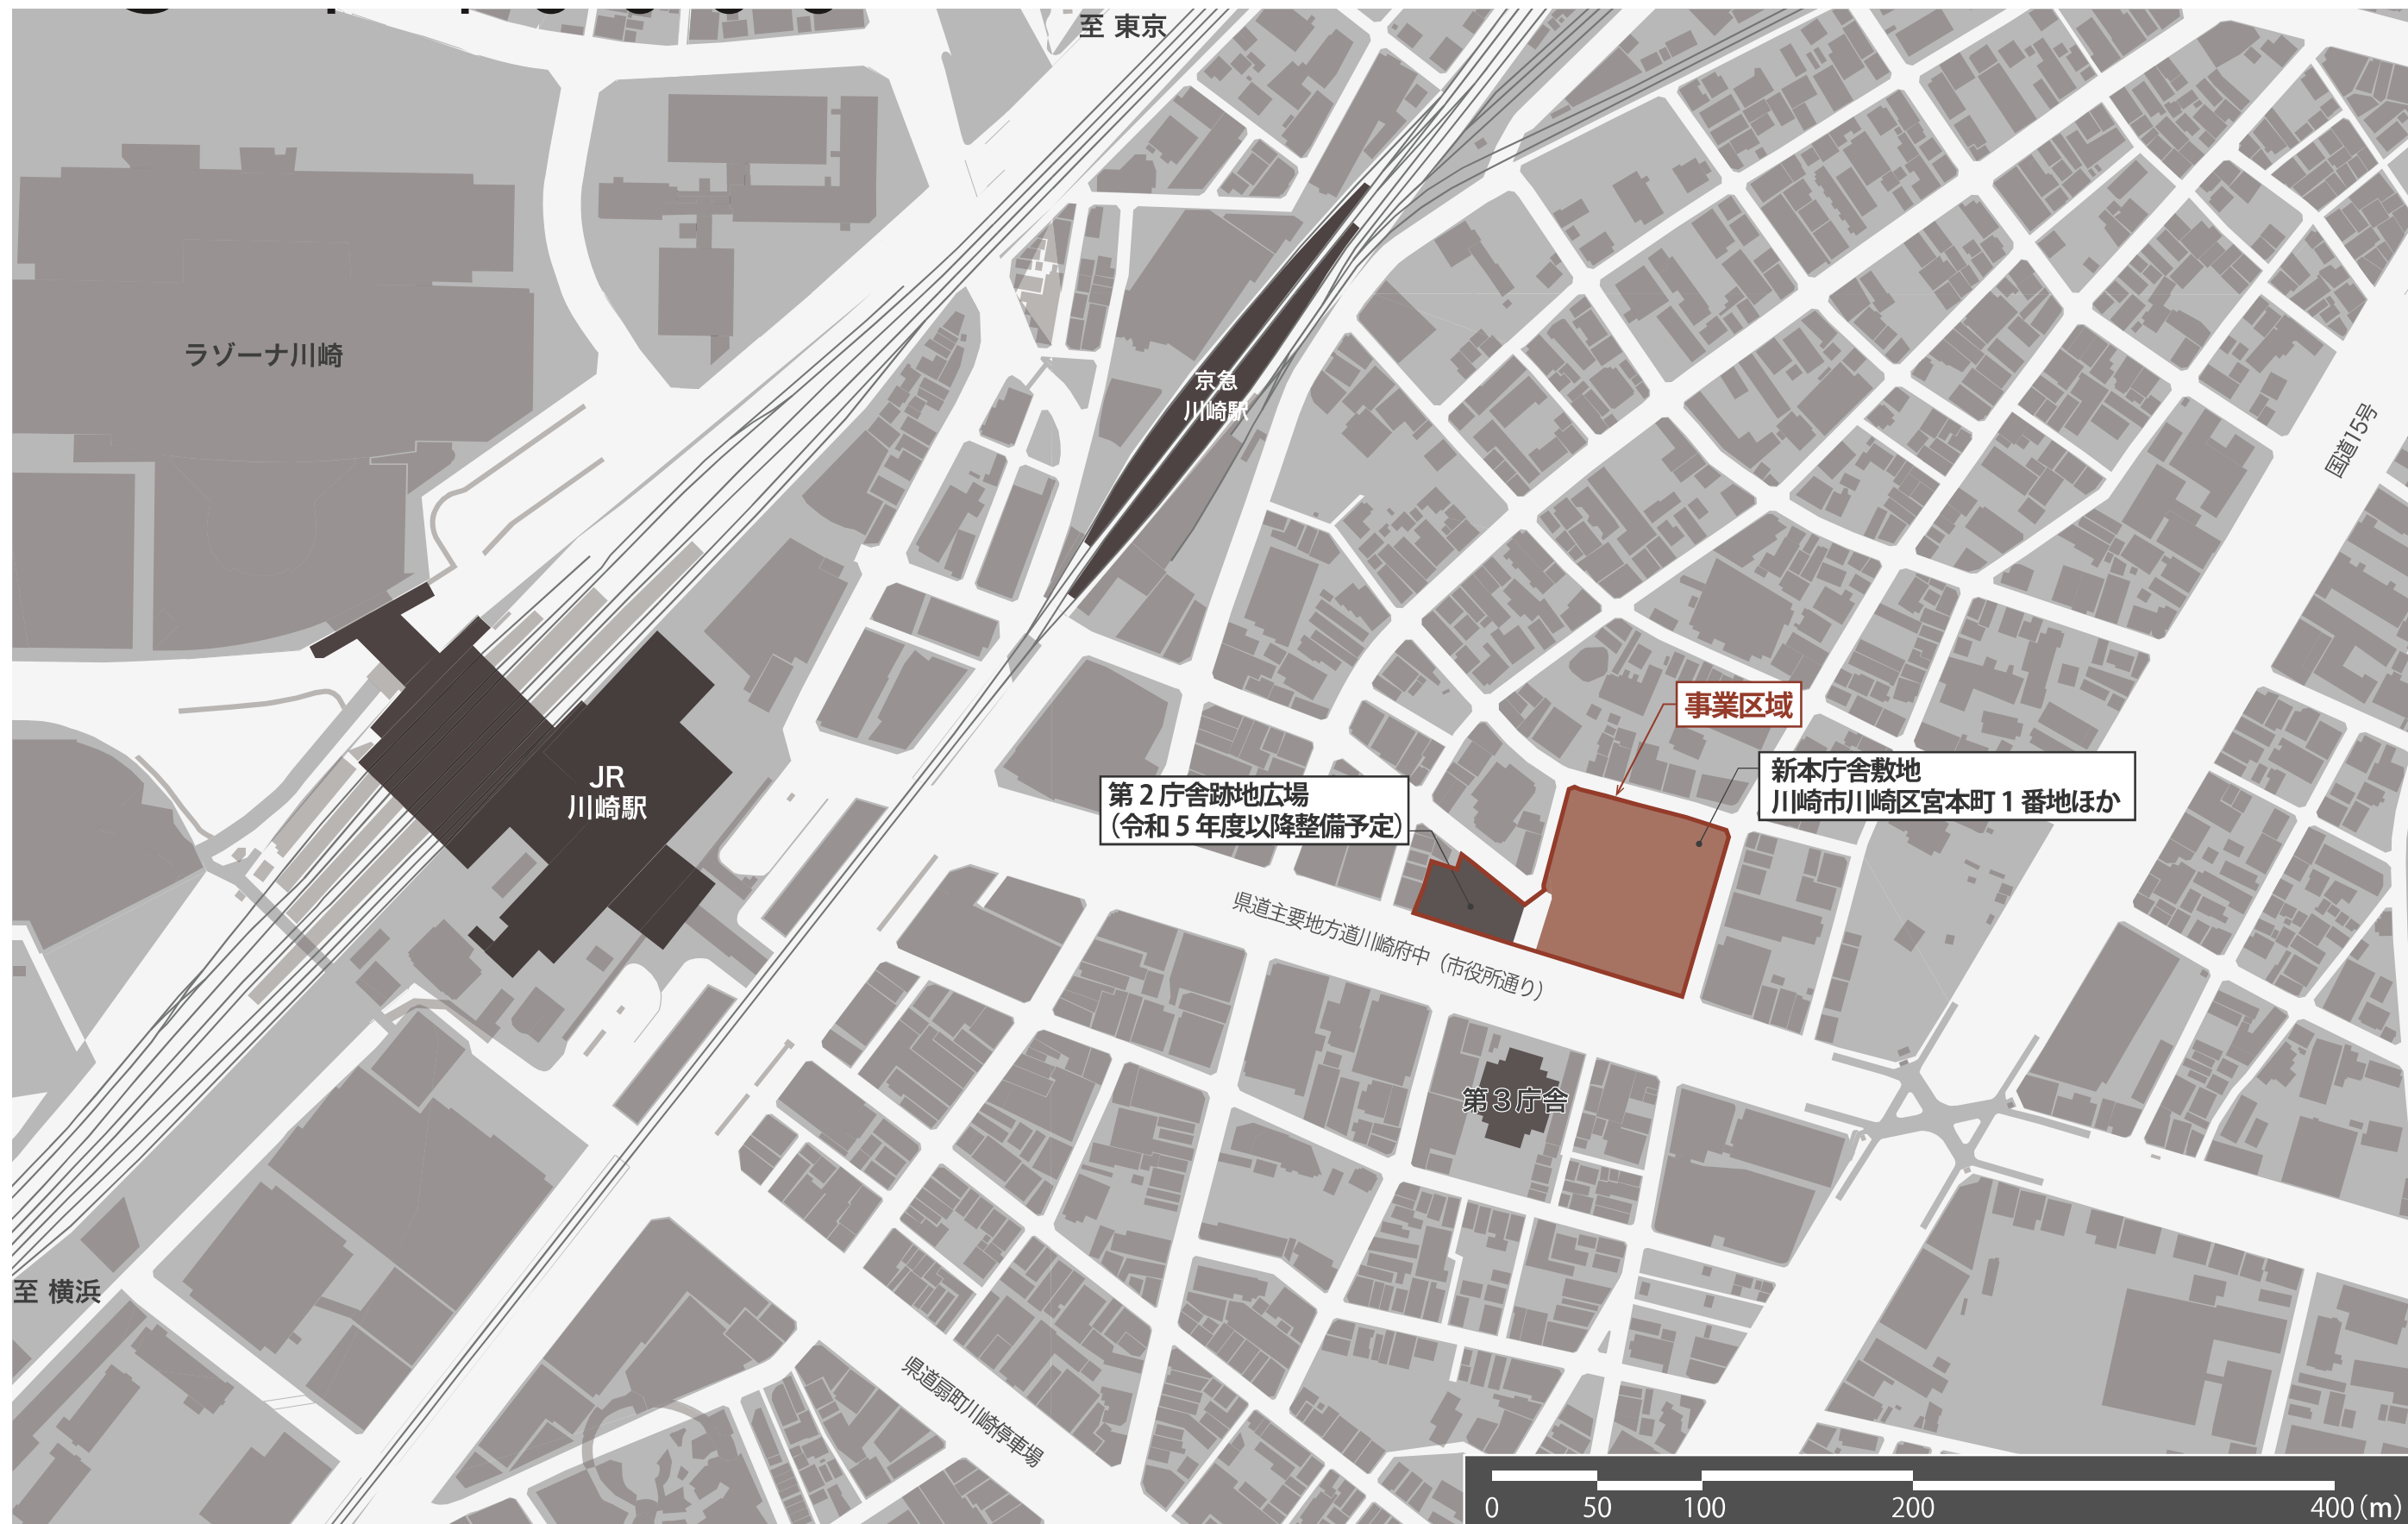 至 東京
ラゾーナ川崎
京急
川崎駅
国道15号
事業区域
新本庁舎敷地
川崎市川崎区宮本町1番地ほか
JR
川崎駅
第2庁舎跡地広場
（令和5年度以降整備予定）
県道主要地方道川崎府中（市役所通り）
第3庁舎
至 横浜
県道扇町川崎停車場
0 50 100 200 400(m)